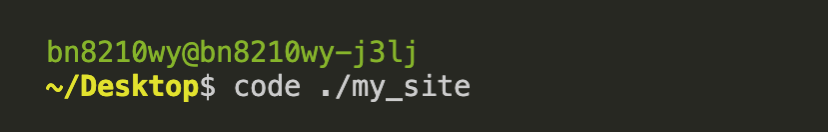 bn8210wy@bn8210wy-j3lj
~/Desktop$ code ./my_site